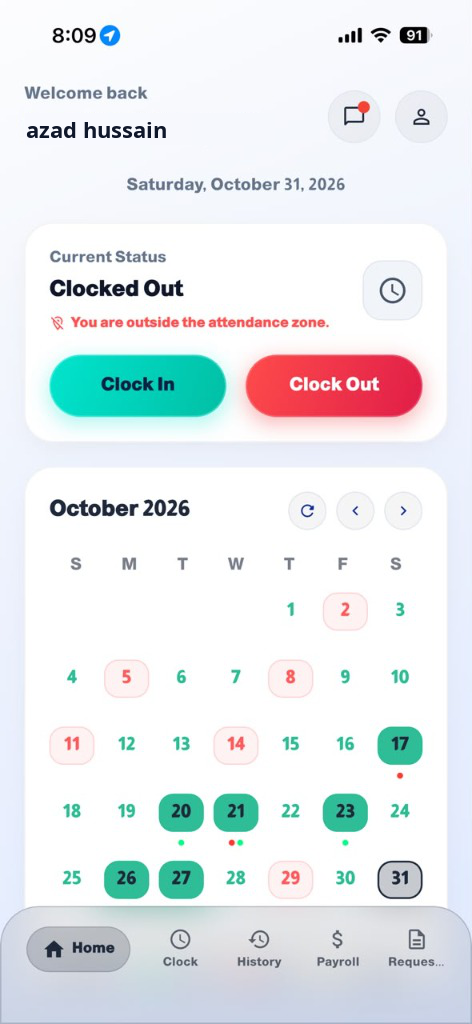 8:09
91
Welcome back
azad hussain
Saturday, October 31, 2026
Current Status
Clocked Out
You are outside the attendance zone.
Clock In Clock Out
October 2026
S M T W T F S
1 2 3
4 5 6 7 8 9 10
11 12 13 14 15 16 17
18 19 20 21 22 23 24
25 26 27 28 29 30 31
Home Clock History Payroll Reques...